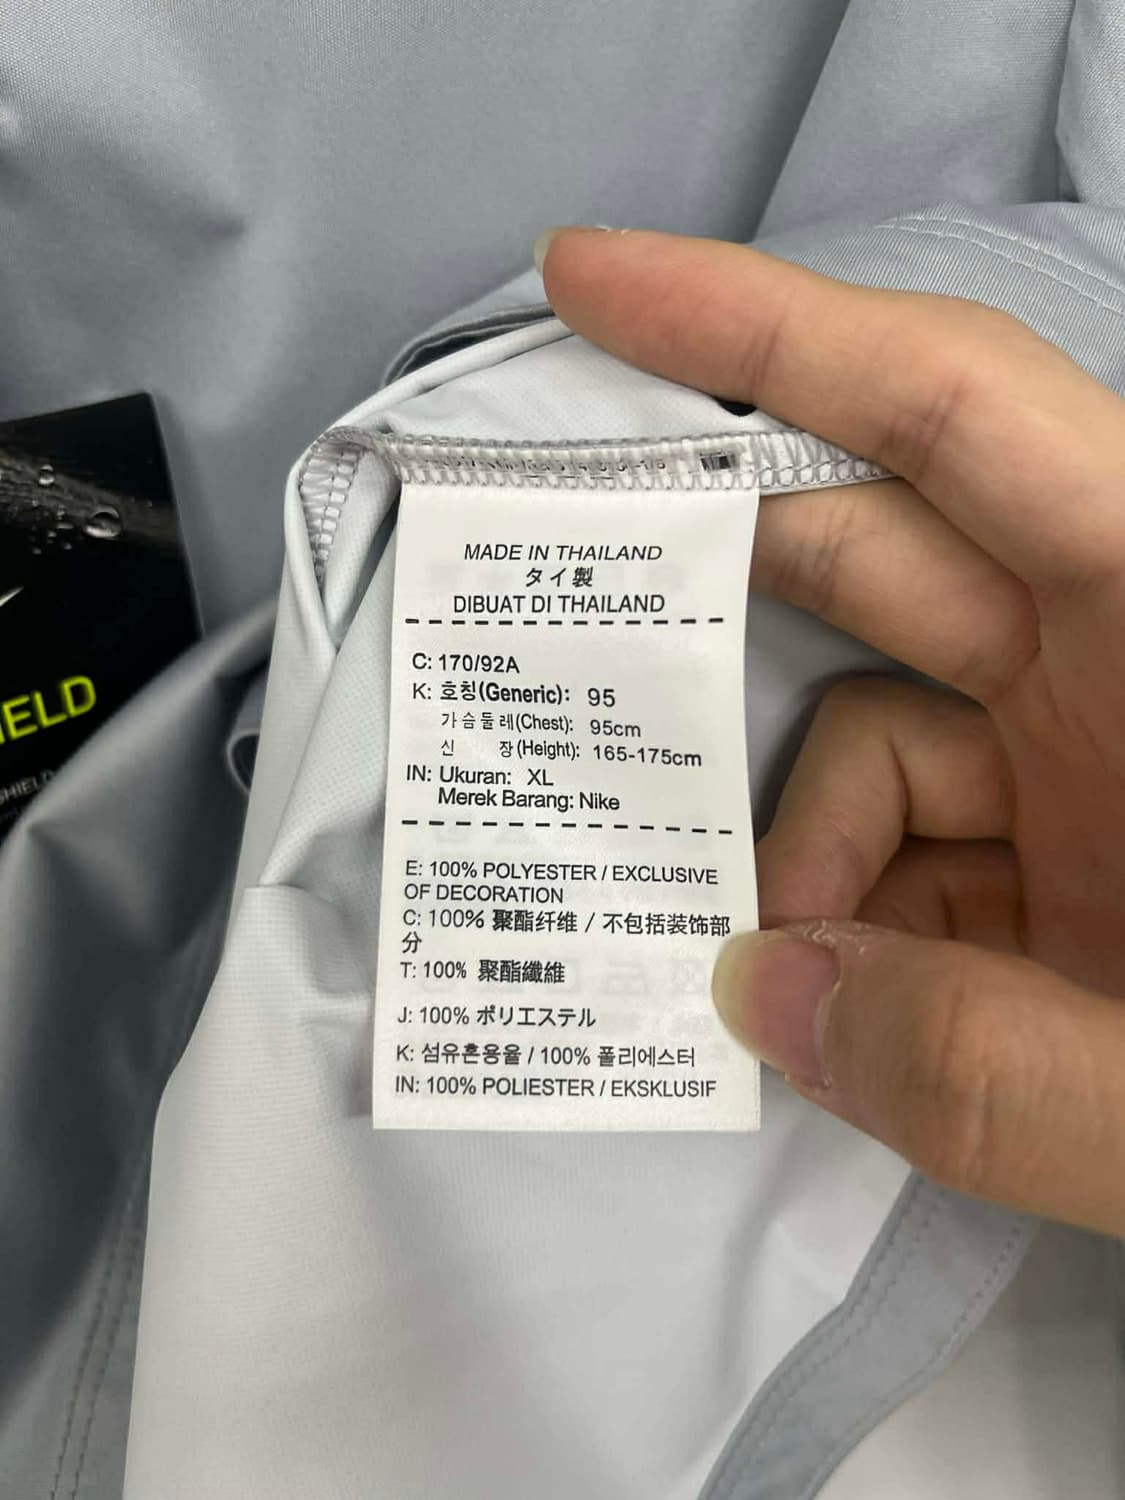 MADE IN THAILAND
タイ製
DIBUAT DI THAILAND
C: 170/92A
K: 호칭(Generic): 95
가슴둘레(Chest): 95cm
신 장(Height): 165-175cm
IN: Ukuran: XL
Merek Barang: Nike
E: 100% POLYESTER / EXCLUSIVE
OF DECORATION
C: 100% 聚酯纤维 / 不包括装饰部
分
T: 100% 聚酯纖維
J: 100% ポリエステル
K: 섬유혼용율 / 100% 폴리에스터
IN: 100% POLIESTER / EKSKLUSIF
IELD
SHIELD